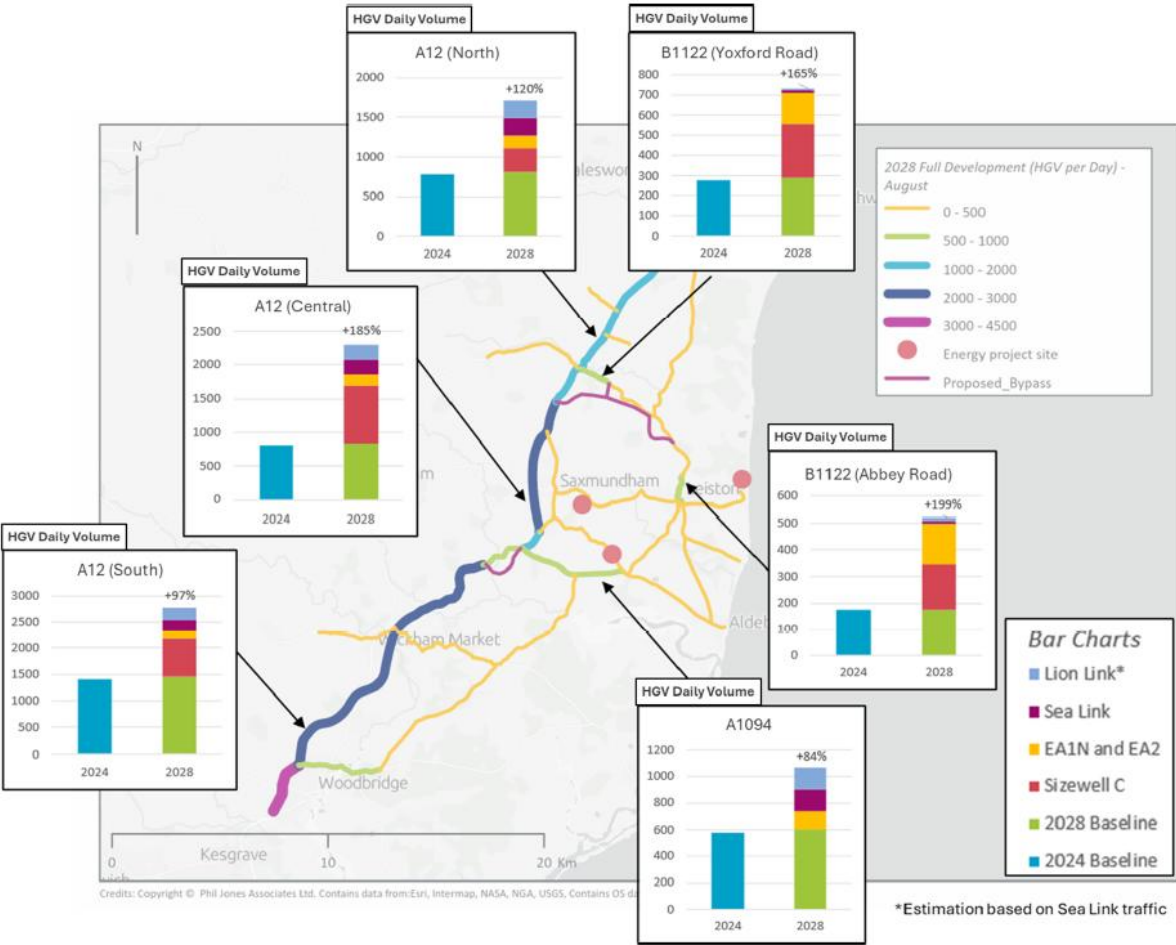 HGV Daily Volume
A12 (North)
+120%
2000
1500
1000
500
0
2024 2028
HGV Daily Volume
B1122 (Yoxford Road)
+165%
800
700
600
500
400
300
200
100
0
2024 2028
N
2028 Full Development (HGV per Day) -
August
0 - 500
500 - 1000
1000 - 2000
2000 - 3000
3000 - 4500
Energy project site
Proposed_Bypass
HGV Daily Volume
A12 (Central)
+185%
2500
2000
1500
1000
500
0
2024 2028
Saxmundham
eiston
HGV Daily Volume
B1122 (Abbey Road)
+199%
600
500
400
300
200
100
0
2024 2028
HGV Daily Volume
A12 (South)
+97%
3000
2500
2000
1500
1000
500
0
2024 2028
ckham Market
Aldeb
Woodbridge
HGV Daily Volume
A1094
+84%
1200
1000
800
600
400
200
0
2024 2028
Bar Charts
Lion Link*
Sea Link
EA1N and EA2
Sizewell C
2028 Baseline
2024 Baseline
0 10 20 Km
Kesgrave
Credits: Copyright © Phil Jones Associates Ltd. Contains data from:Esri, Intermap, NASA, NGA, USGS, Contains OS da
*Estimation based on Sea Link traffic